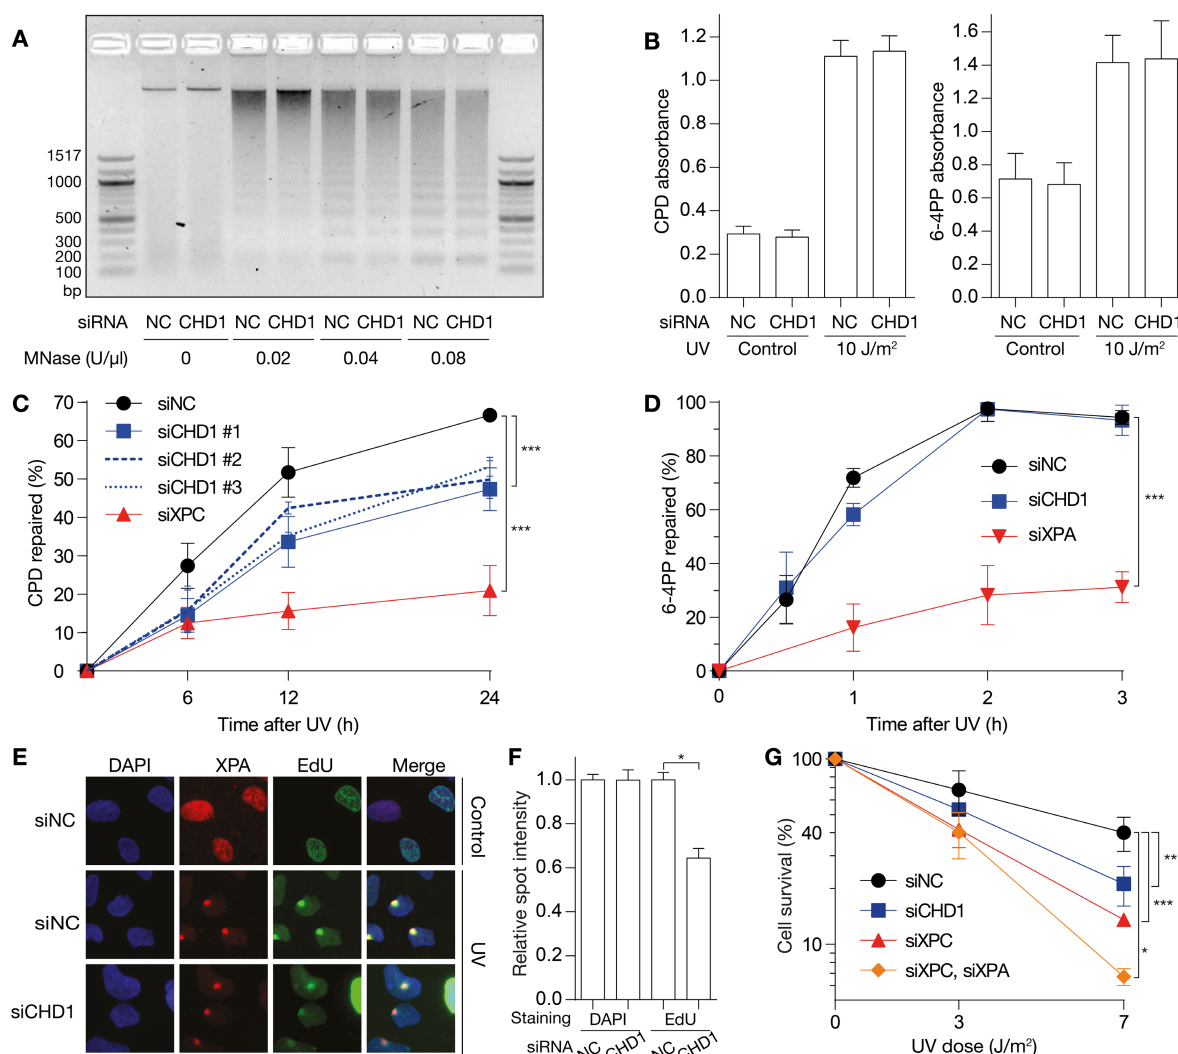 A
1517
1000
500
300
200
100
bp
siRNA NC CHD1 NC CHD1 NC CHD1 NC CHD1
MNase (U/µl) 0 0.02 0.04 0.08
B
CPD absorbance
1.2
1.0
0.8
0.6
0.4
0.2
0.0
siRNA NC CHD1 NC CHD1
UV Control 10 J/m²
6-4PP absorbance
1.6
1.4
1.2
1.0
0.8
0.6
0.4
0.2
0.0
NC CHD1 NC CHD1
Control 10 J/m²
C
CPD repaired (%)
70
60
50
40
30
20
10
0
siNC
siCHD1 #1
siCHD1 #2
siCHD1 #3
siXPC
***
***
6 12 24
Time after UV (h)
D
6-4PP repaired (%)
100
80
60
40
20
0
siNC
siCHD1
siXPA
***
0 1 2 3
Time after UV (h)
E
DAPI XPA EdU Merge
siNC Control
siNC
UV
siCHD1
F
Relative spot intensity
*
1.0
0.8
0.6
0.4
0.2
0.0
Staining DAPI EdU
siRNA NC CHD1 NC CHD1
G
Cell survival (%)
100
40
10
siNC
siCHD1
siXPC
siXPC, siXPA
**
***
*
0 3 7
UV dose (J/m²)